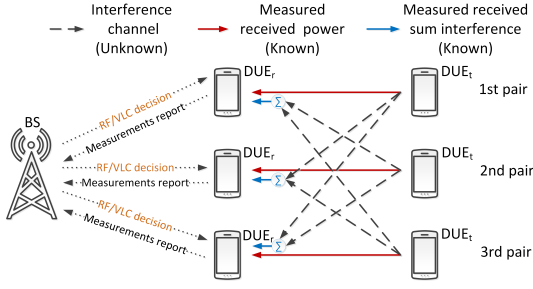 Interference
channel
(Unknown)
Measured
received power
(Known)
Measured received
sum interference
(Known)
DUEr
DUEt
1st pair
RF/VLC decision
Measurements report
Σ
BS
DUEr
DUEt
2nd pair
RF/VLC decision
Measurements report
Σ
DUEr
DUEt
3rd pair
RF/VLC decision
Measurements report
Σ